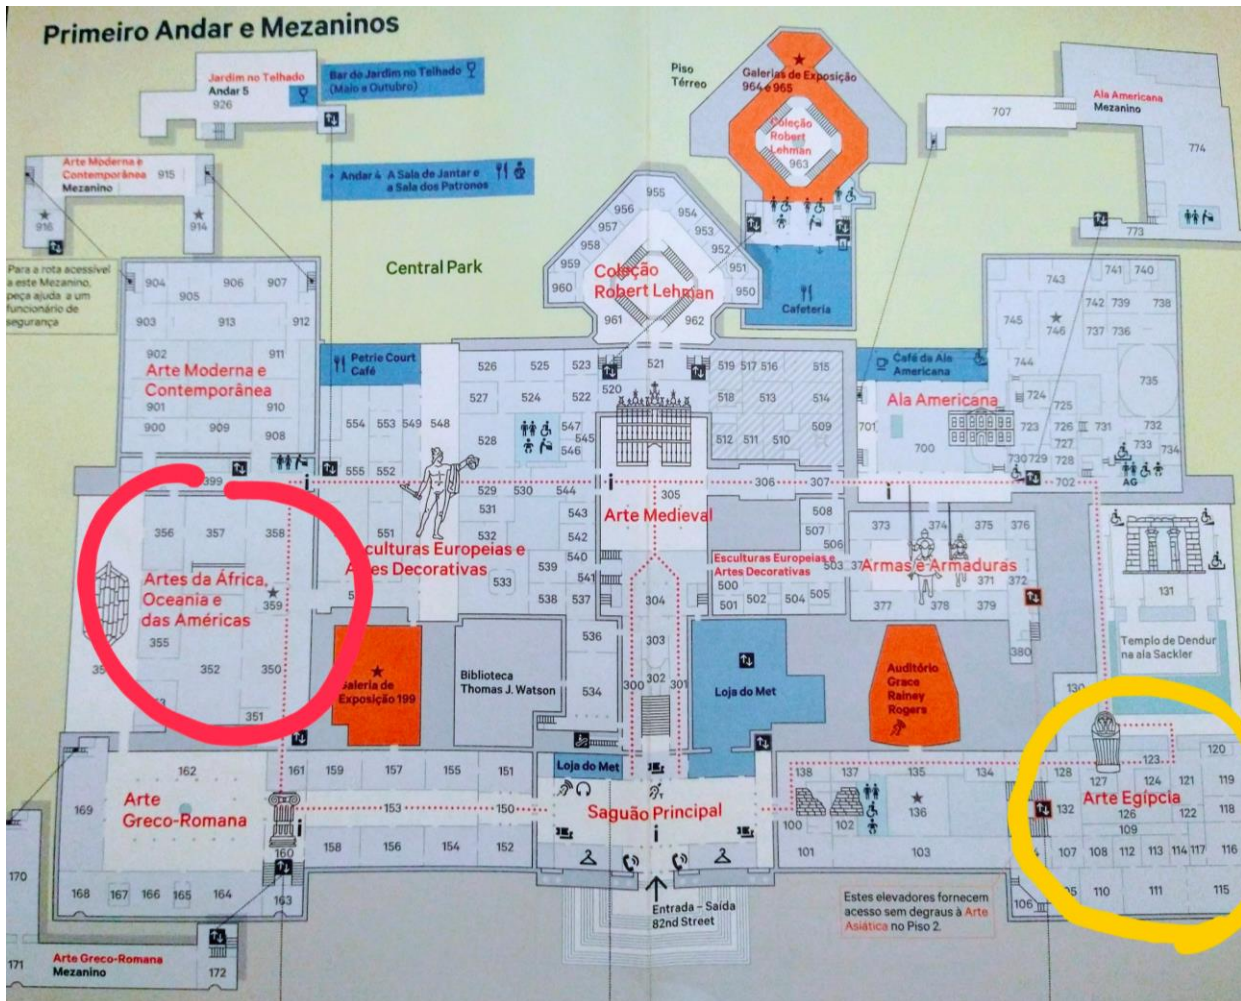 Primeiro Andar e Mezaninos
Jardim no Telhado
Andar 5
926
Bar do Jardim no Telhado
(Maio a Outubro)
Andar 4 A Sala de Jantar e
a Sala dos Patronos
Arte Moderna e
Contemporânea
Mezanino
915
916
914
Para a rota acessível
a este Mezanino,
peça ajuda a um
funcionário de
segurança
Piso
Térreo
Galerias de Exposição
964 e 965
Coleção
Robert
Lehman
963
Cafeteria
Ala Americana
Mezanino
707
774
773
Central Park
955
956
954
957
953
958
952
959
951
960
950
Coleção
Robert Lehman
961
962
904
906
907
905
903
913
912
902
911
Arte Moderna e
Contemporânea
901
910
900
909
908
399
Petrie Court
Café
554
553
549
548
555
552
551
526
525
523
527
524
522
520
521
528
547
545
546
529
530
544
531
543
532
542
Esculturas Europeias e
Artes Decorativas
540
539
541
533
538
537
536
534
519
517
516
515
518
513
514
512
511
510
509
305
306
307
Arte Medieval
304
303
302
300
301
Esculturas Europeias e
Artes Decorativas
500
501
502
504
505
508
507
506
503
373
374
375
376
Armas e Armaduras
371
372
377
378
379
380
Café da Ala
Americana
Ala Americana
701
700
743
741
740
742
739
738
745
746
737
736
744
735
724
725
723
726
731
732
727
733
734
730
729
728
702
AG
131
Templo de Dendur
na ala Sackler
130
356
357
358
Artes da África,
Oceania e
das Américas
359
355
352
350
351
Galeria de
Exposição 199
Biblioteca
Thomas J. Watson
Loja do Met
Auditório
Grace
Rainey
Rogers
162
161
159
157
155
151
169
Arte
Greco-Romana
153
150
160
158
156
154
152
168
167
166
165
164
163
170
171
Arte Greco-Romana
Mezanino
172
Loja do Met
Saguão Principal
Entrada – Saída
82nd Street
138
137
135
134
136
100
102
101
103
128
127
123
120
124
121
119
132
Arte Egípcia
126
122
118
109
107
108
112
113
114
117
116
106
110
111
115
Estes elevadores fornecem
acesso sem degraus à Arte
Asiática no Piso 2.